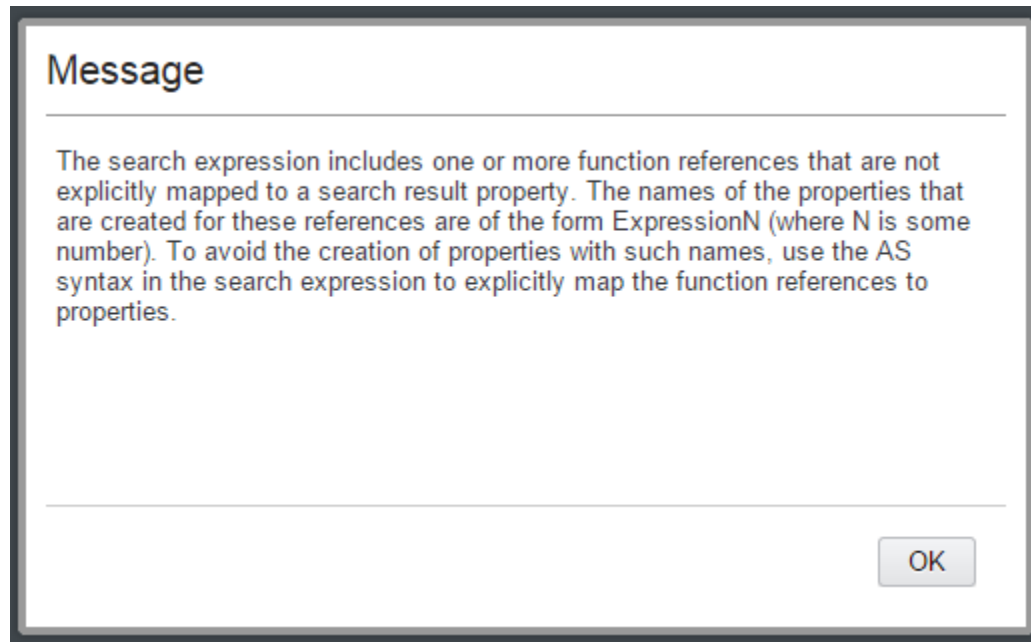 Message
The search expression includes one or more function references that are not
explicitly mapped to a search result property. The names of the properties that
are created for these references are of the form ExpressionN (where N is some
number). To avoid the creation of properties with such names, use the AS
syntax in the search expression to explicitly map the function references to
properties.
OK